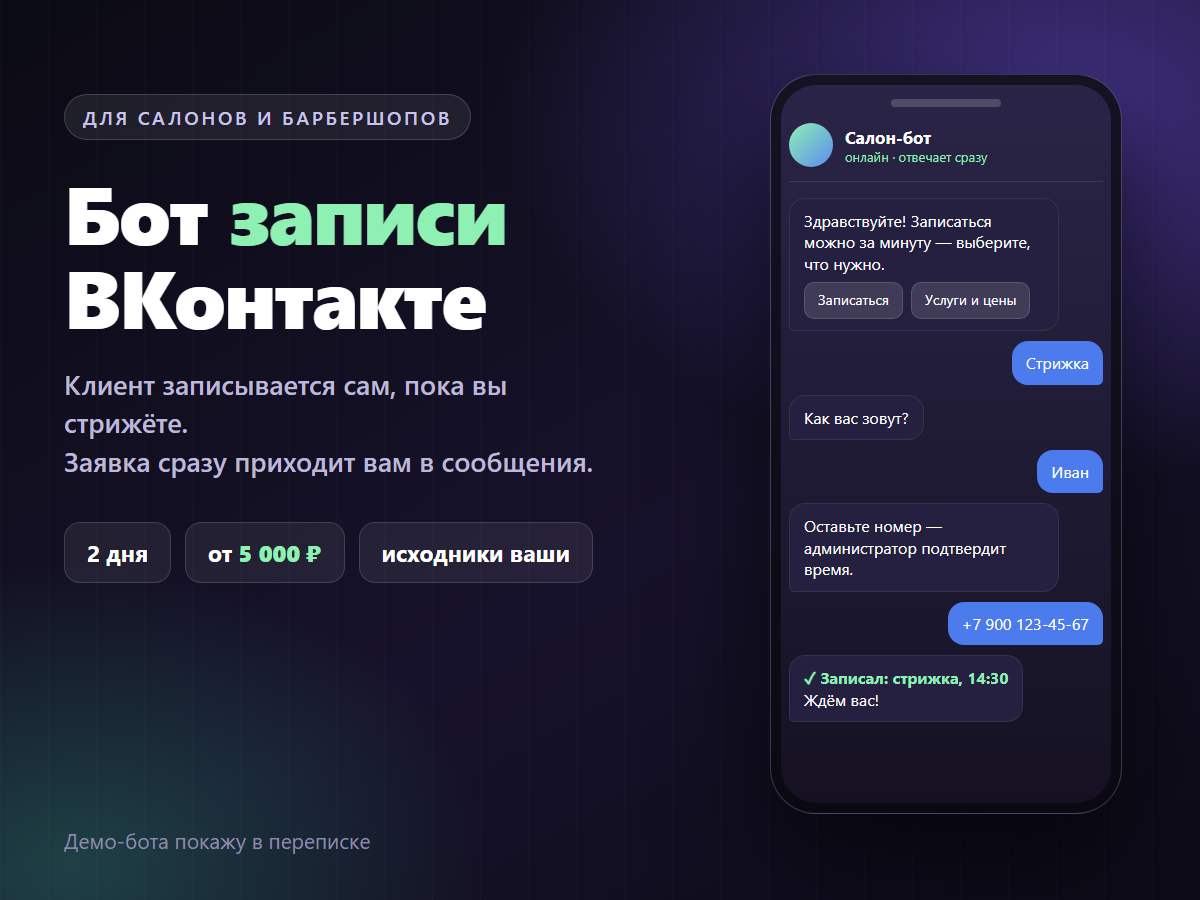 ДЛЯ САЛОНОВ И БАРБЕРШОПОВ
Бот записи
ВКонтакте
Клиент записывается сам, пока вы
стрижёте.
Заявка сразу приходит вам в сообщения.
2 дня
от 5 000 ₽
исходники ваши
Демо-бота покажу в переписке
Салон-бот
онлайн · отвечает сразу
Здравствуйте! Записаться
можно за минуту — выберите,
что нужно.
Записаться
Услуги и цены
Стрижка
Как вас зовут?
Иван
Оставьте номер —
администратор подтвердит
время.
+7 900 123-45-67
✓ Записал: стрижка, 14:30
Ждём вас!